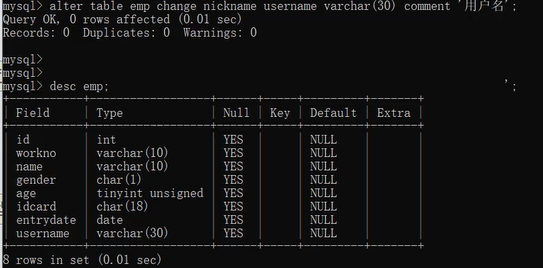 mysql> alter table emp change nickname username varchar(30) comment '用户名';
Query OK, 0 rows affected (0.01 sec)
Records: 0  Duplicates: 0  Warnings: 0

mysql>
mysql>
mysql> desc emp;                                                        ';
+-----------+------------------+------+-----+---------+-------+
| Field     | Type             | Null | Key | Default | Extra |
+-----------+------------------+------+-----+---------+-------+
| id        | int              | YES  |     | NULL    |       |
| workno    | varchar(10)      | YES  |     | NULL    |       |
| name      | varchar(10)      | YES  |     | NULL    |       |
| gender    | char(1)          | YES  |     | NULL    |       |
| age       | tinyint unsigned | YES  |     | NULL    |       |
| idcard    | char(18)         | YES  |     | NULL    |       |
| entrydate | date             | YES  |     | NULL    |       |
| username  | varchar(30)      | YES  |     | NULL    |       |
+-----------+------------------+------+-----+---------+-------+
8 rows in set (0.01 sec)